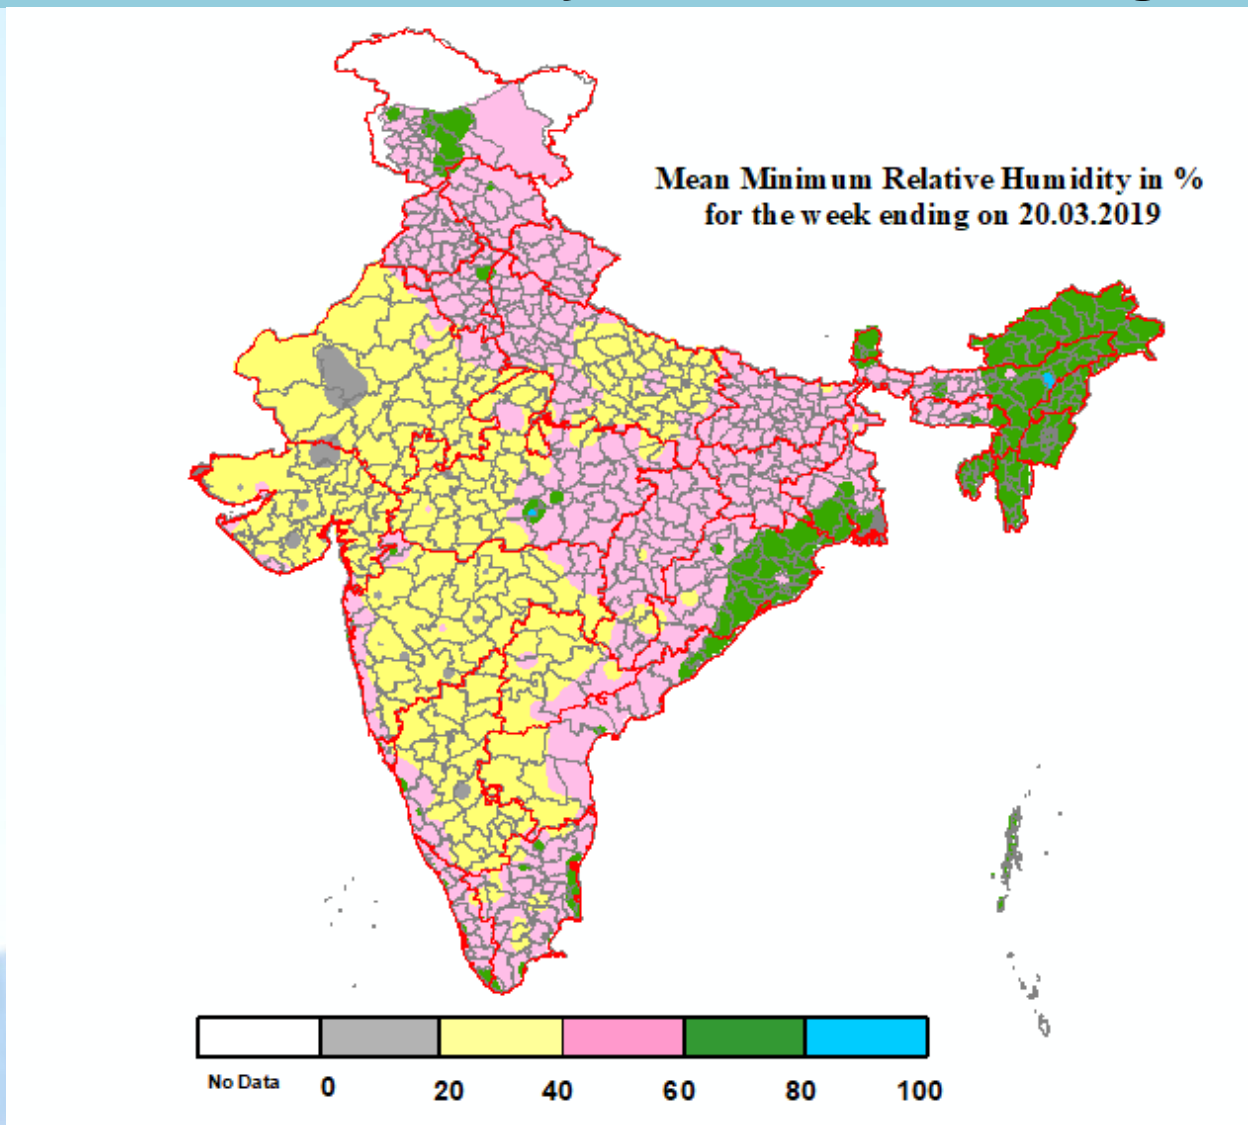 Mean Minimum Relative Humidity in %
for the week ending on 20.03.2019
No Data 0 20 40 60 80 100